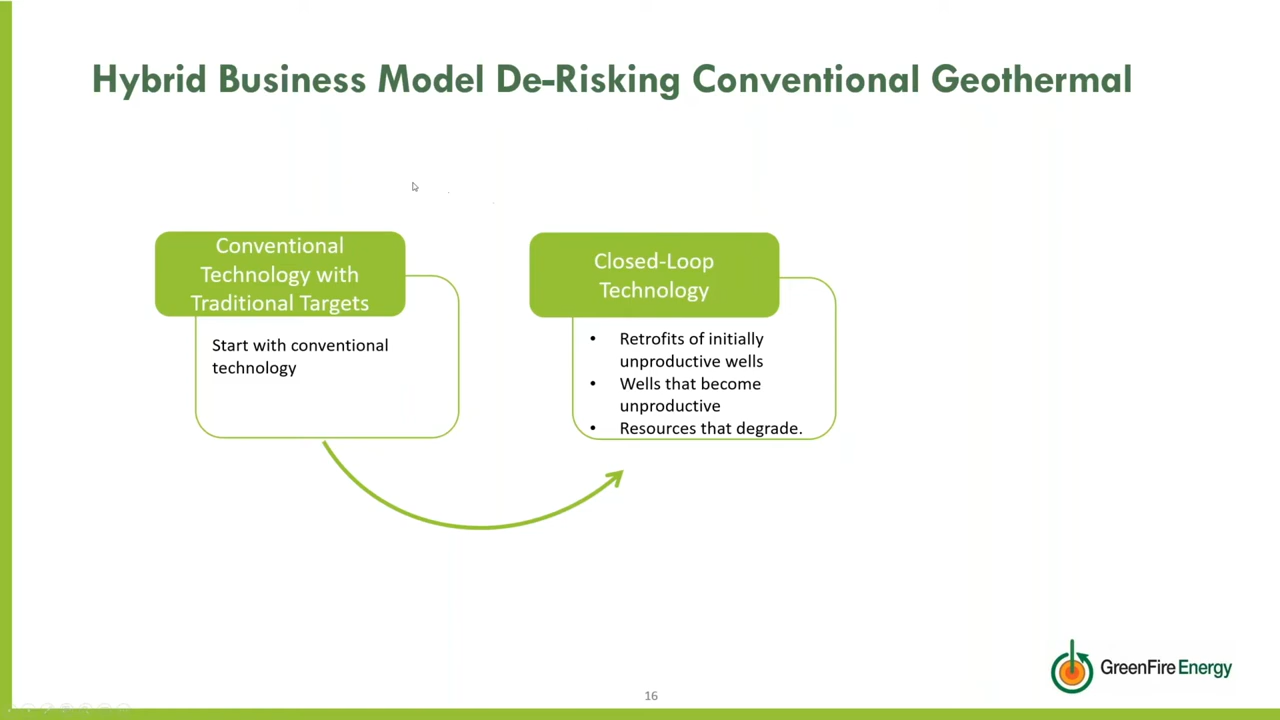 Hybrid Business Model De-Risking Conventional Geothermal
Conventional
Technology with
Traditional Targets
Start with conventional
technology
Closed-Loop
Technology
• Retrofits of initially
unproductive wells
• Wells that become
unproductive
• Resources that degrade.
GreenFire Energy
16